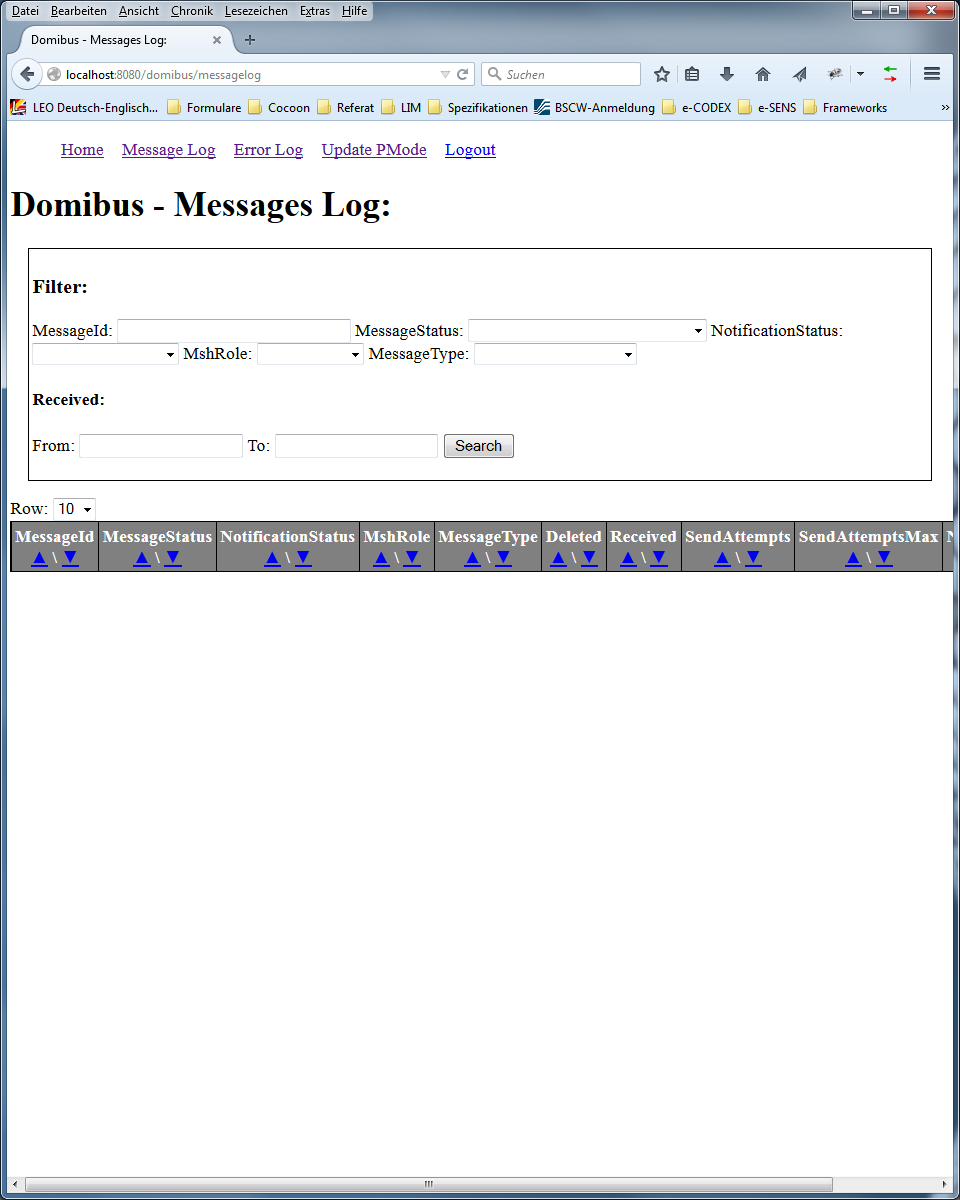 Datei Bearbeiten Ansicht Chronik Lesezeichen Extras Hilfe
Domibus - Messages Log:
localhost:8080/domibus/messagelog Suchen
LEO Deutsch-Englisch... Formulare Cocoon Referat LIM Spezifikationen BSCW-Anmeldung e-CODEX e-SENS Frameworks »
Home Message Log Error Log Update PMode Logout
Domibus - Messages Log:
Filter:
MessageId: MessageStatus: NotificationStatus:
MshRole: MessageType:
Received:
From: To: Search
Row: 10
MessageId MessageStatus NotificationStatus MshRole MessageType Deleted Received SendAttempts SendAttemptsMax N
▲ \ ▼ ▲ \ ▼ ▲ \ ▼ ▲ \ ▼ ▲ \ ▼ ▲ \ ▼ ▲ \ ▼ ▲ \ ▼ ▲ \ ▼